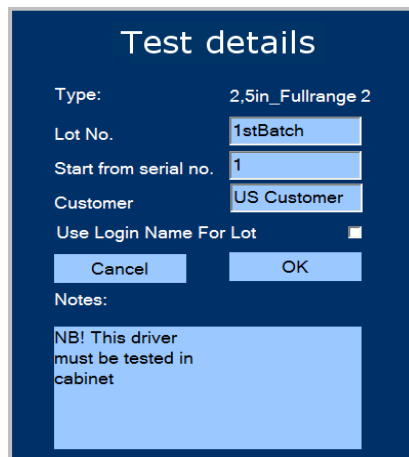 Test details
Type: 2,5in_Fullrange 2
Lot No. 1stBatch
Start from serial no. 1
Customer US Customer
Use Login Name For Lot
Cancel OK
Notes:
NB! This driver
must be tested in
cabinet